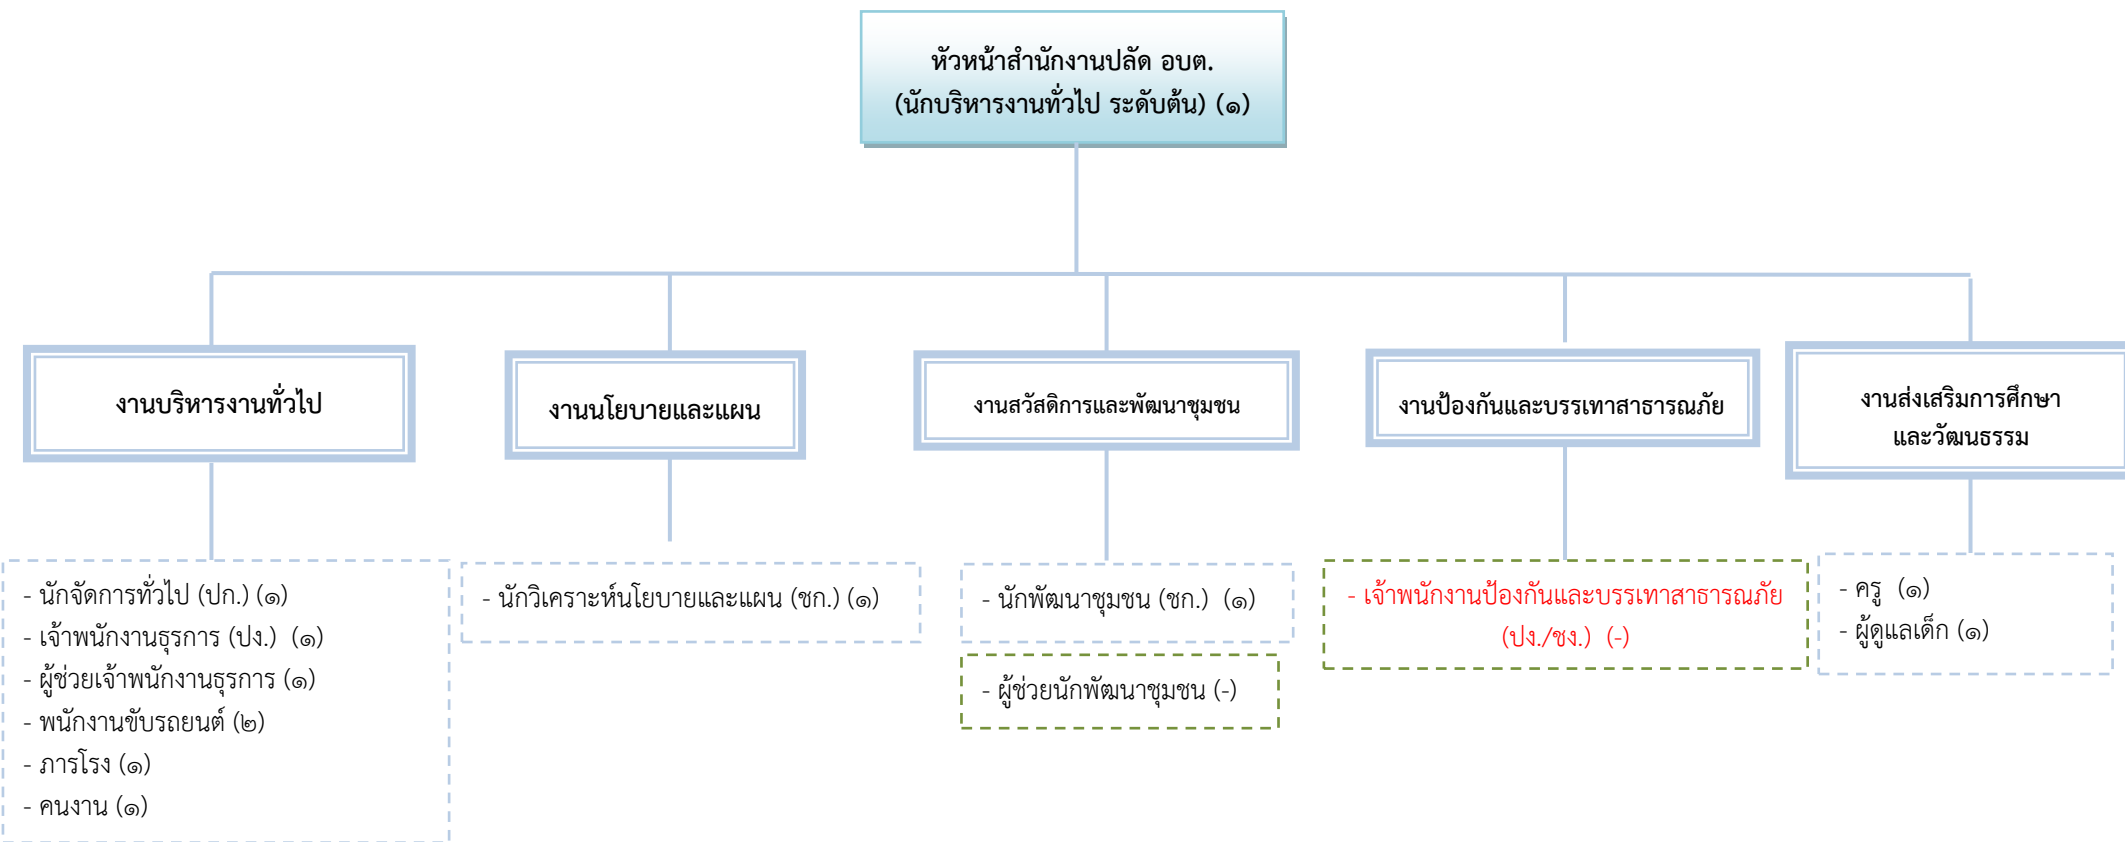 หัวหน้าสำนักงานปลัด อบต.
(นักบริหารงานทั่วไป ระดับต้น) (๑)
งานบริหารงานทั่วไป
งานนโยบายและแผน
งานสวัสดิการและพัฒนาชุมชน
งานป้องกันและบรรเทาสาธารณภัย
งานส่งเสริมการศึกษา
และวัฒนธรรม
- นักจัดการทั่วไป (ปก.) (๑)
- เจ้าพนักงานธุรการ (ปง.) (๑)
- ผู้ช่วยเจ้าพนักงานธุรการ (๑)
- พนักงานขับรถยนต์ (๒)
- ภารโรง (๑)
- คนงาน (๑)
- นักวิเคราะห์นโยบายและแผน (ชก.) (๑)
- นักพัฒนาชุมชน (ชก.) (๑)
- ผู้ช่วยนักพัฒนาชุมชน (-)
- เจ้าพนักงานป้องกันและบรรเทาสาธารณภัย
(ปง./ชง.) (-)
- ครู (๑)
- ผู้ดูแลเด็ก (๑)